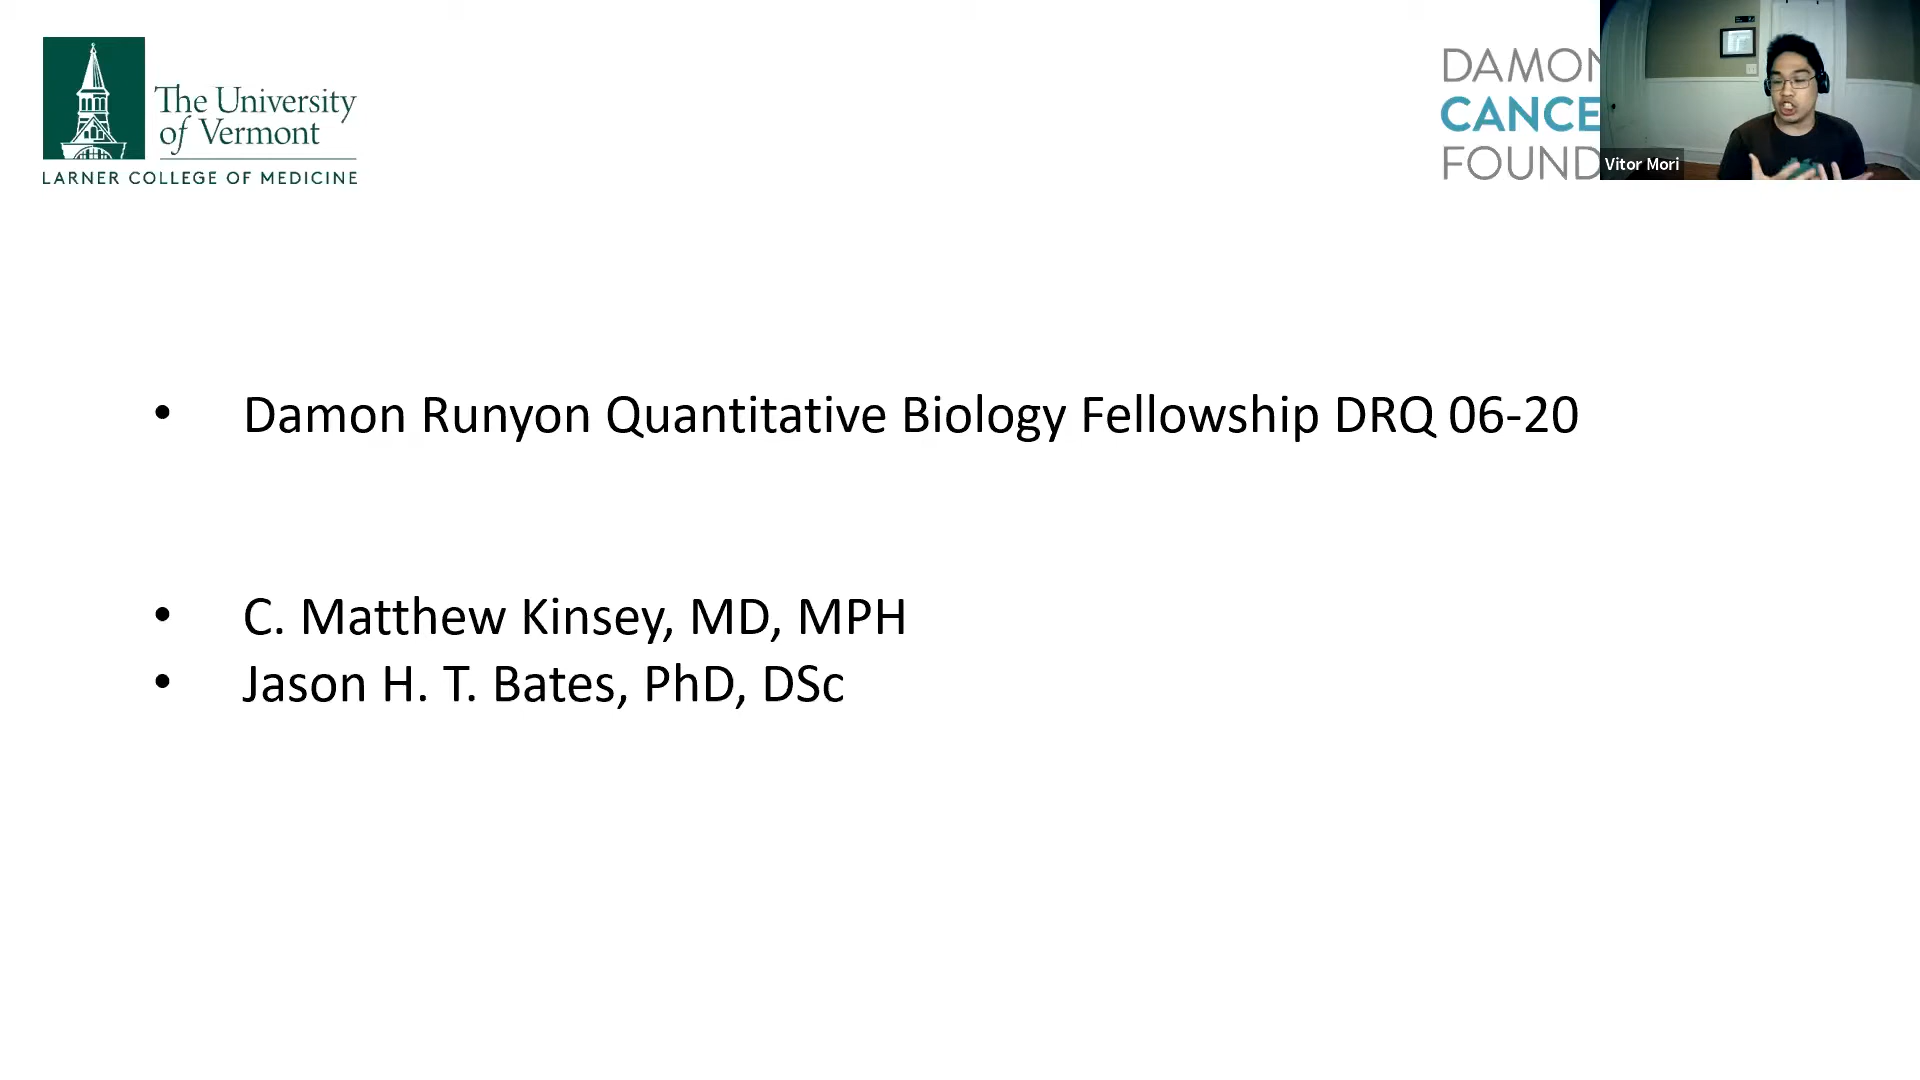 The University
of Vermont
LARNER COLLEGE OF MEDICINE
DAMON
CANCE
FOUND
Vitor Mori
• Damon Runyon Quantitative Biology Fellowship DRQ 06-20
• C. Matthew Kinsey, MD, MPH
• Jason H. T. Bates, PhD, DSc